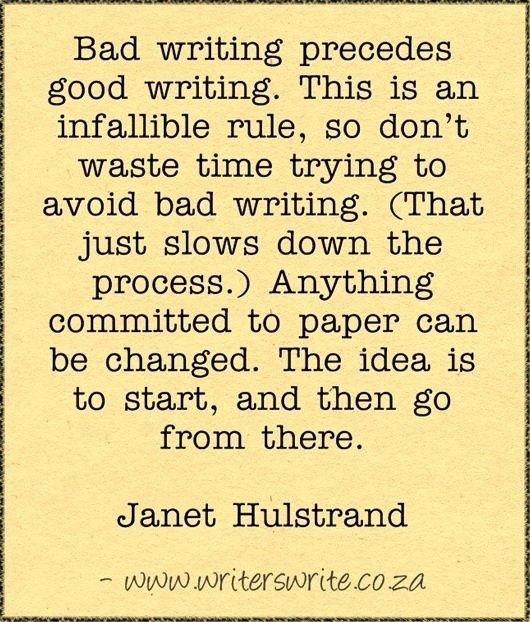 Bad writing precedes
good writing. This is an
infallible rule, so don't
waste time trying to
avoid bad writing. (That
just slows down the
process.) Anything
committed to paper can
be changed. The idea is
to start, and then go
from there.
Janet Hulstrand
- www.writerswrite.co.za